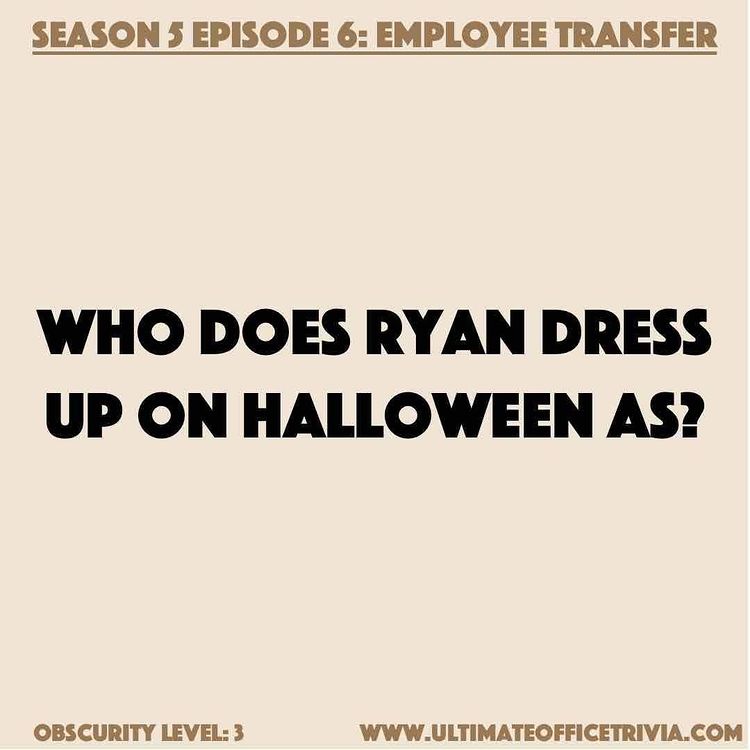 SEASON 5 EPISODE 6: EMPLOYEE TRANSFER
WHO DOES RYAN DRESS
UP ON HALLOWEEN AS?
OBSCURITY LEVEL: 3
WWW.ULTIMATEOFFICETRIVIA.COM